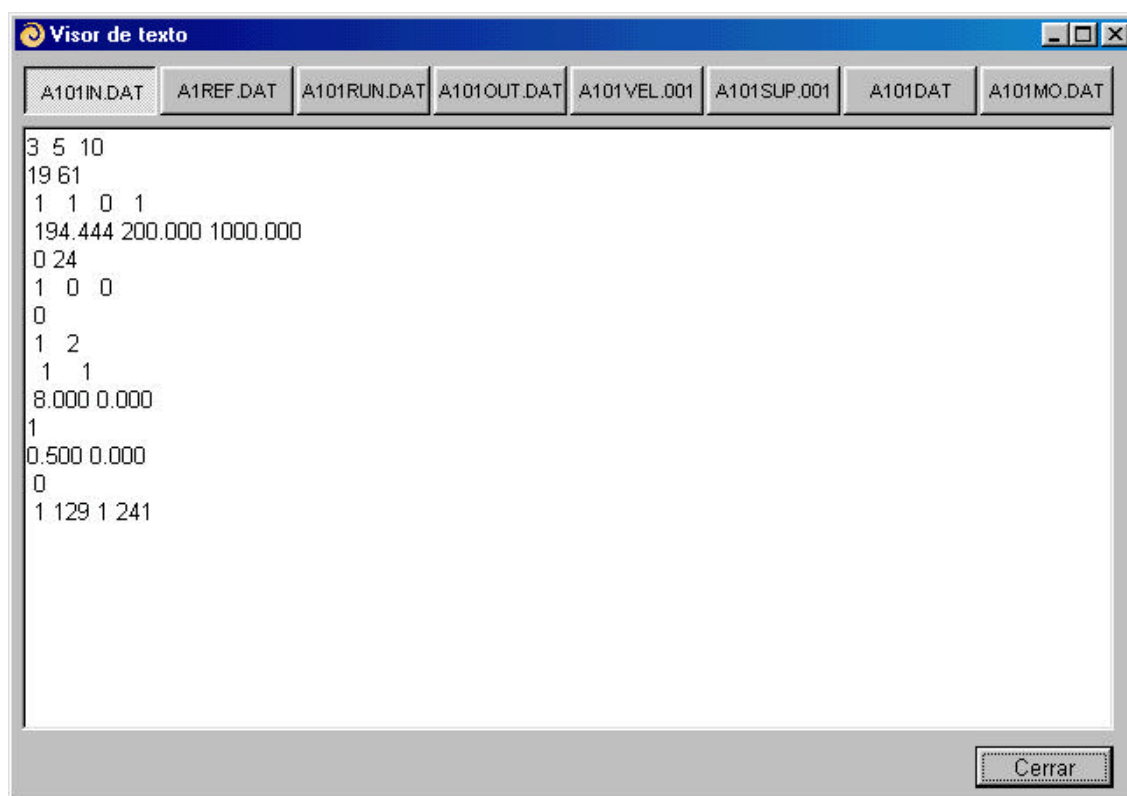 Visor de texto
A101IN.DAT A1REF.DAT A101RUN.DAT A101OUT.DAT A101VEL.001 A101SUP.001 A101DAT A101MO.DAT
3 5 10
19 61
1 1 0 1
194.444 200.000 1000.000
0 24
1 0 0
0
1 2
1 1
8.000 0.000
1
0.500 0.000
0
1 129 1 241
Cerrar